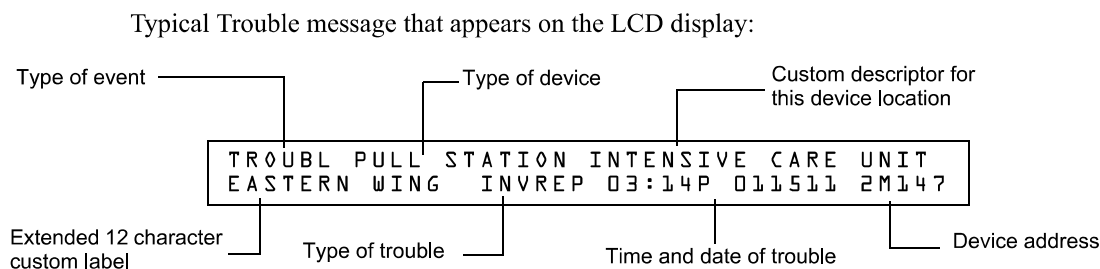 Typical Trouble message that appears on the LCD display:
Type of event
Type of device
Custom descriptor for
this device location
TROUBL PULL STATION INTENSIVE CARE UNIT
EASTERN WING INVREP 03:14P 011511 2M147
Extended 12 character
custom label
Type of trouble
Time and date of trouble
Device address